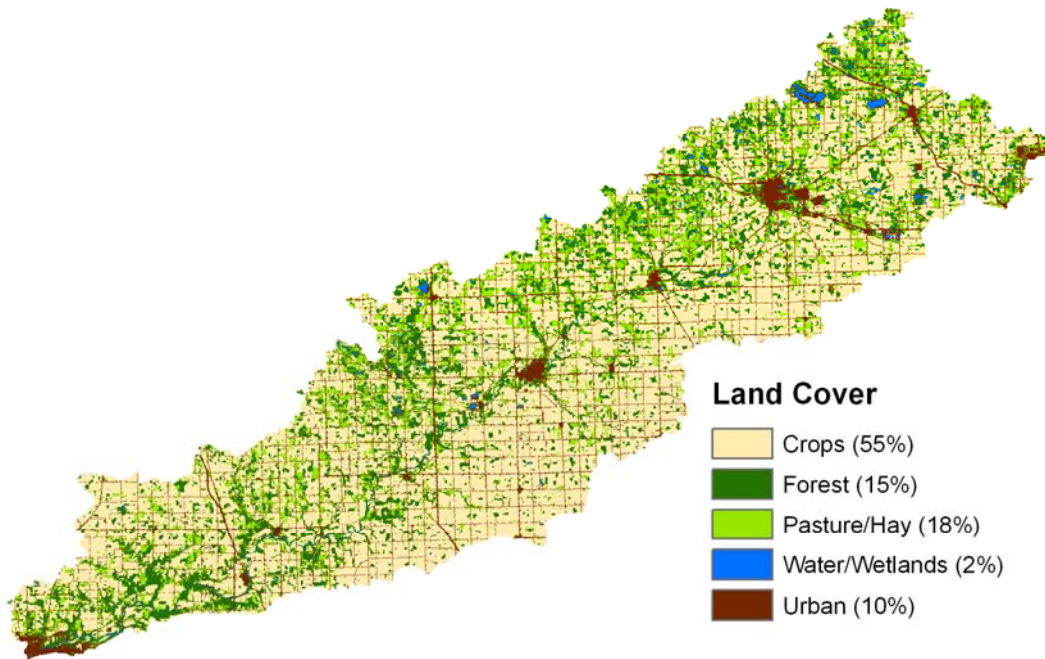 Land Cover
Crops (55%)
Forest (15%)
Pasture/Hay (18%)
Water/Wetlands (2%)
Urban (10%)